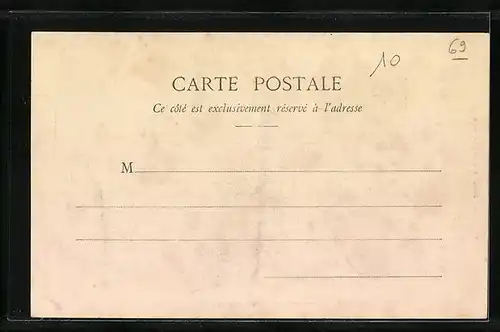 69
10
CARTE POSTALE
Ce côté est exclusivement réservé à l'adresse
M